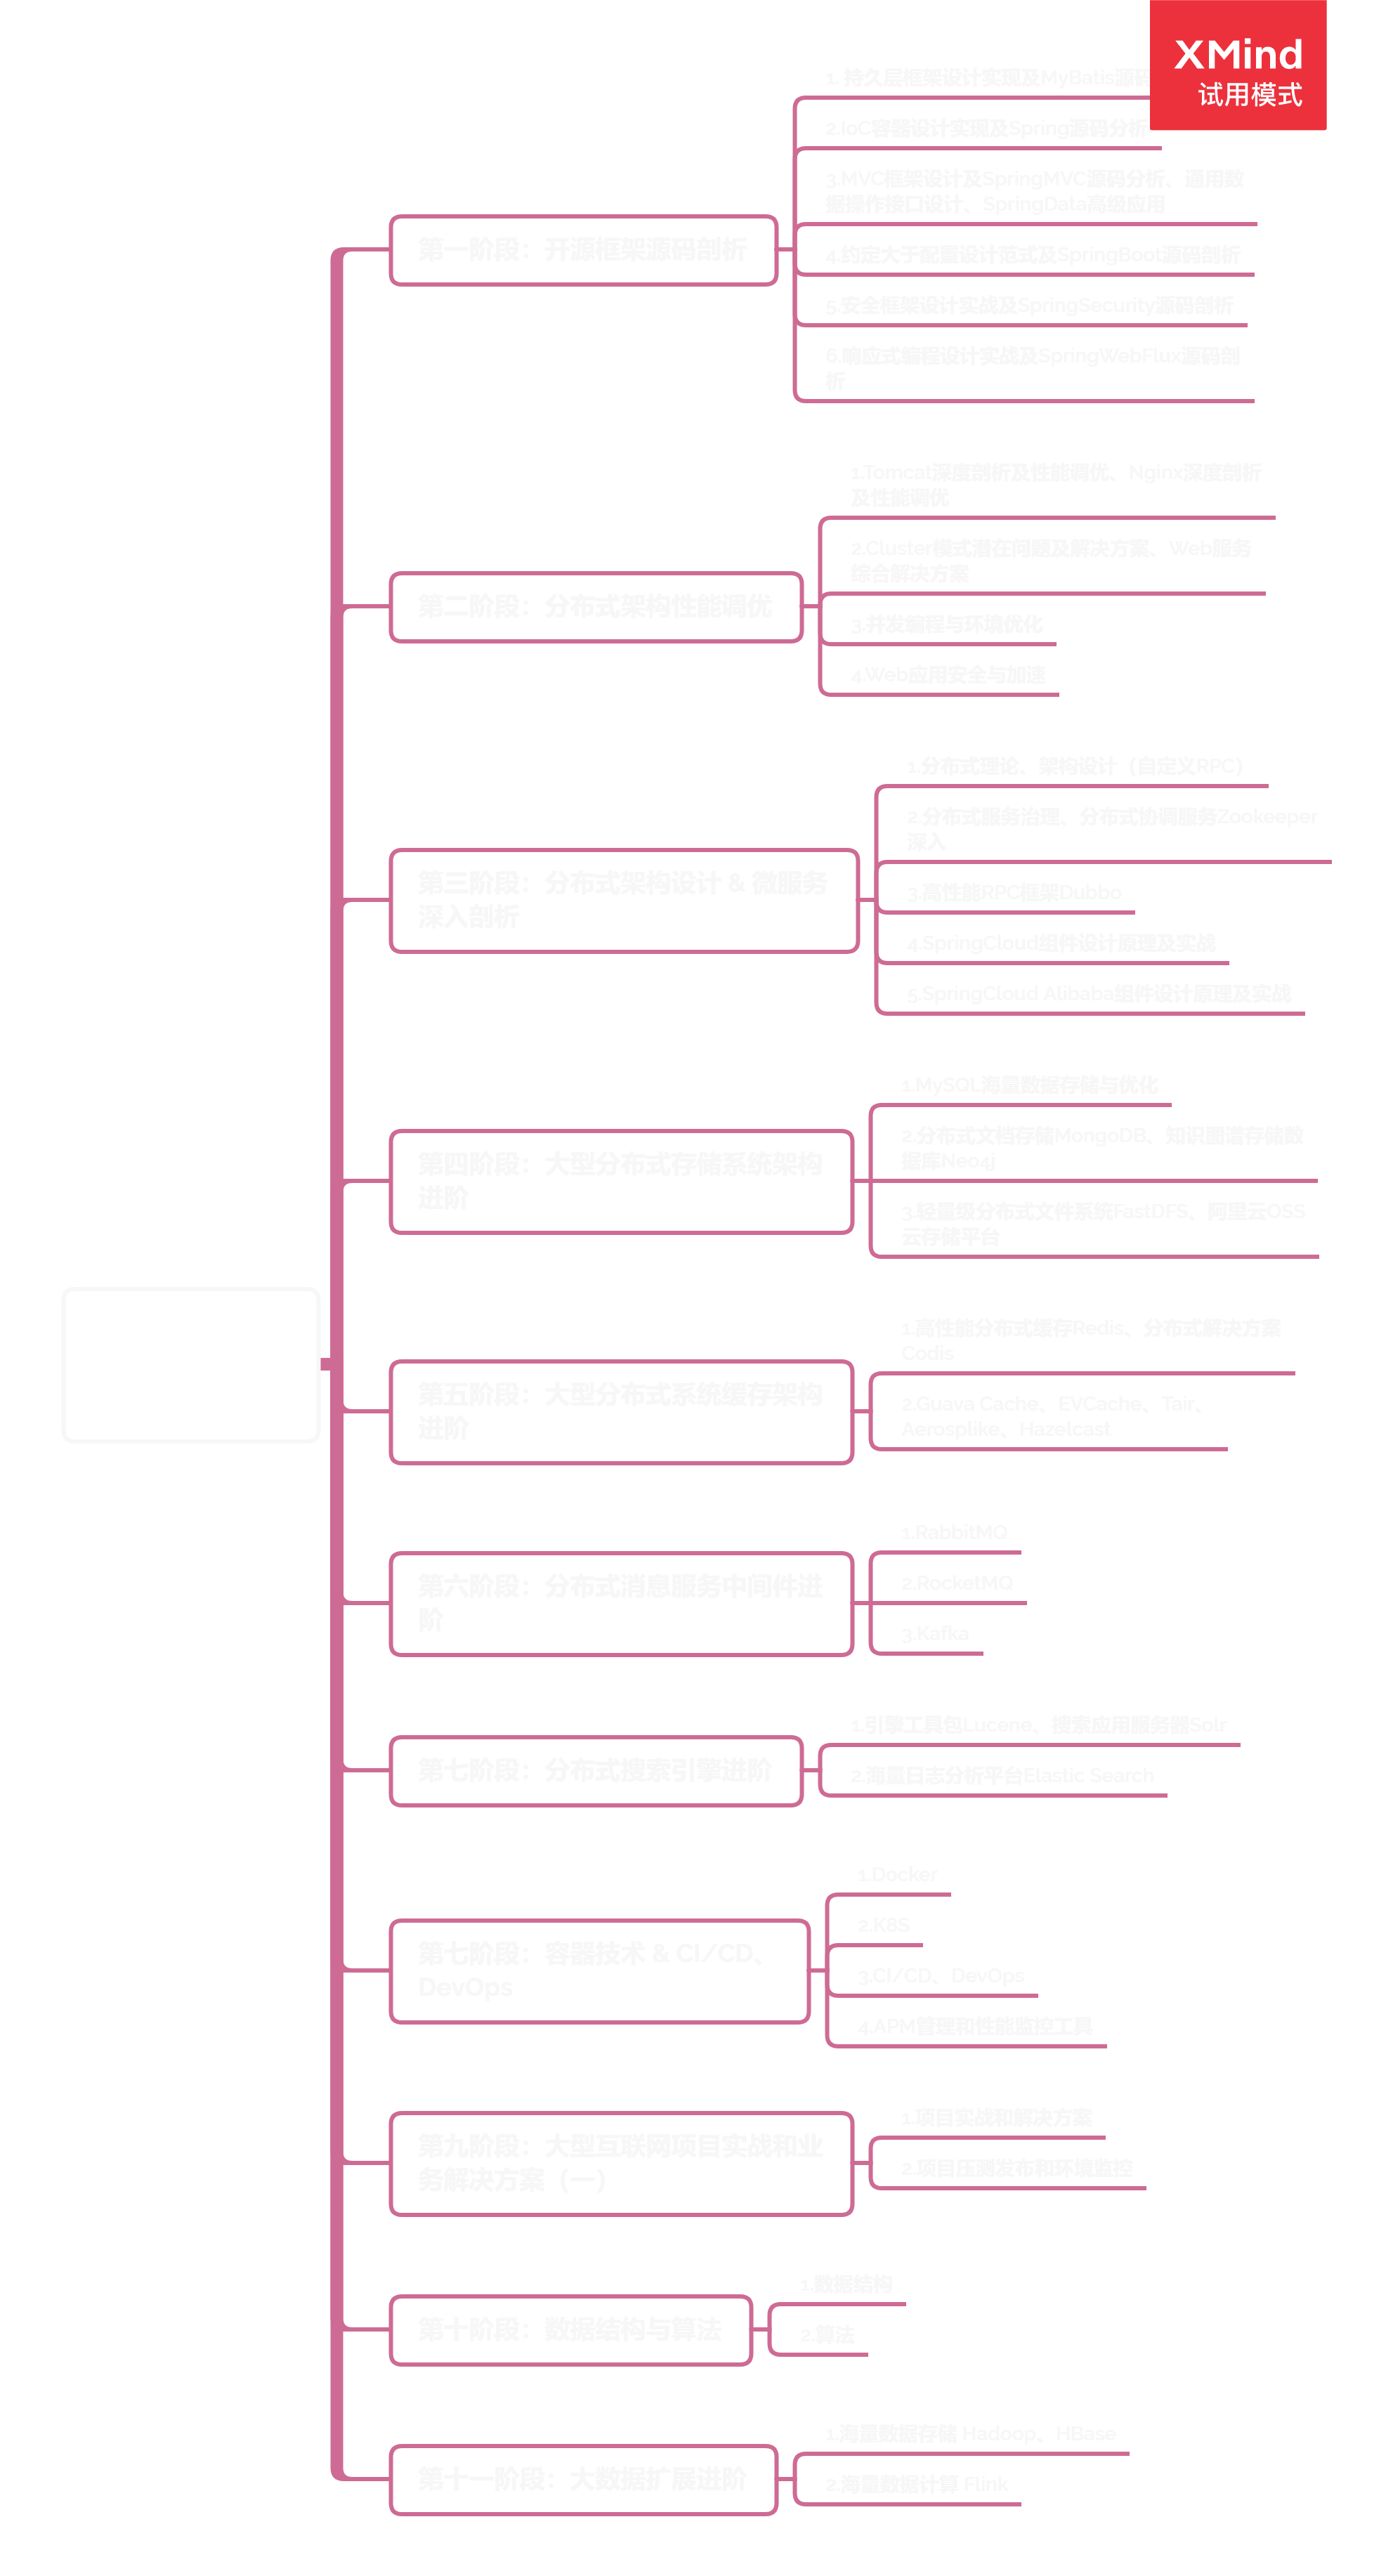 XMind
试用模式
1. 持久层框架设计实现及MyBatis源码
2.IoC容器设计实现及Spring源码分析
3.MVC框架设计及SpringMVC源码分析、通用数
据操作接口设计、SpringData高级应用
第一阶段：开源框架源码剖析
4.约定大于配置设计范式及SpringBoot源码剖析
5.安全框架设计实战及SpringSecurity源码剖析
6.响应式编程设计实战及SpringWebFlux源码剖
析
1.Tomcat深度剖析及性能调优、Nginx深度剖析
及性能调优
2.Cluster模式潜在问题及解决方案、Web服务
综合解决方案
第二阶段：分布式架构性能调优
3.并发编程与环境优化
4.Web应用安全与加速
1.分布式理论、架构设计（自定义RPC）
2.分布式服务治理、分布式协调服务Zookeeper
深入
第三阶段：分布式架构设计 & 微服务
深入剖析
3.高性能RPC框架Dubbo
4.SpringCloud组件设计原理及实战
5.SpringCloud Alibaba组件设计原理及实战
1.MySQL海量数据存储与优化
2.分布式文档存储MongoDB、知识图谱存储数
据库Neo4j
第四阶段：大型分布式存储系统架构
进阶
3.轻量级分布式文件系统FastDFS、阿里云OSS
云存储平台
1.高性能分布式缓存Redis、分布式解决方案
Codis
第五阶段：大型分布式系统缓存架构
进阶
2.Guava Cache、EVCache、Tair、
Aerosplike、Hazelcast
1.RabbitMQ
第六阶段：分布式消息服务中间件进
阶
2.RocketMQ
3.Kafka
1.引擎工具包Lucene、搜索应用服务器Solr
第七阶段：分布式搜索引擎进阶
2.海量日志分析平台Elastic Search
1.Docker
2.K8S
第七阶段：容器技术 & CI/CD、
DevOps
3.CI/CD、DevOps
4.APM管理和性能监控工具
1.项目实战和解决方案
第九阶段：大型互联网项目实战和业
务解决方案（一）
2.项目压测发布和环境监控
1.数据结构
第十阶段：数据结构与算法
2.算法
1.海量数据存储 Hadoop、HBase
第十一阶段：大数据扩展进阶
2.海量数据计算 Flink